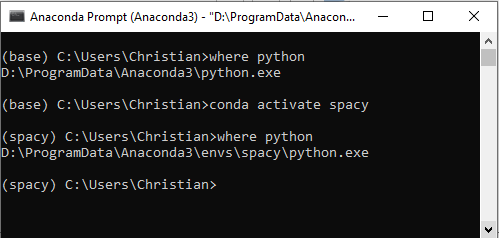 Anaconda Prompt (Anaconda3) - "D:\ProgramData\Anacon...
(base) C:\Users\Christian>where python
D:\ProgramData\Anaconda3\python.exe
(base) C:\Users\Christian>conda activate spacy
(spacy) C:\Users\Christian>where python
D:\ProgramData\Anaconda3\envs\spacy\python.exe
(spacy) C:\Users\Christian>